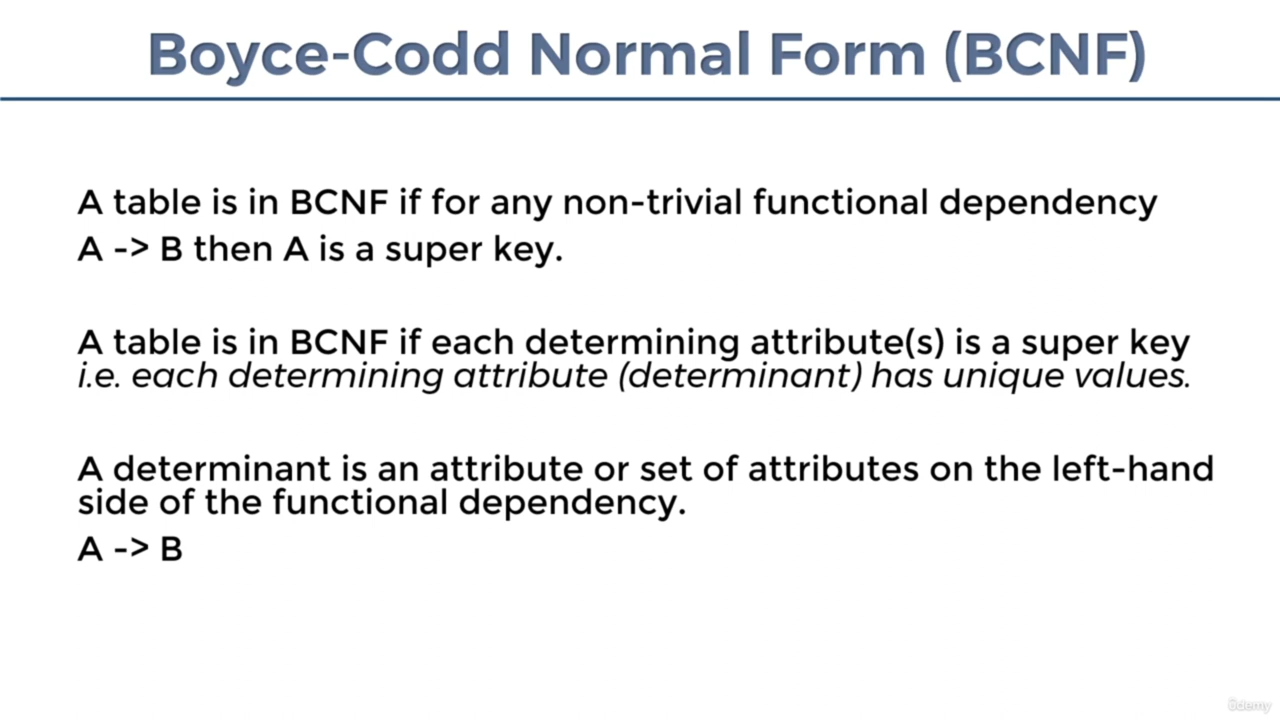 Boyce-Codd Normal Form (BCNF)
A table is in BCNF if for any non-trivial functional dependency
A -> B then A is a super key.
A table is in BCNF if each determining attribute(s) is a super key
i.e. each determining attribute (determinant) has unique values.
A determinant is an attribute or set of attributes on the left-hand
side of the functional dependency.
A -> B
ûdemy